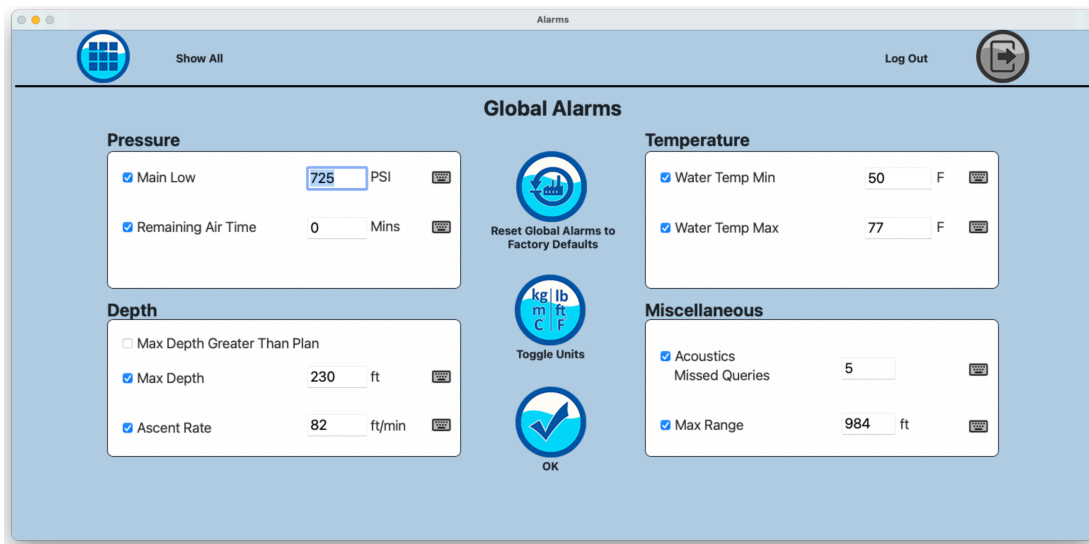 Alarms
Show All
Log Out
Global Alarms
Pressure
Main Low 725 PSI
Remaining Air Time 0 Mins
Reset Global Alarms to
Factory Defaults
Temperature
Water Temp Min 50 F
Water Temp Max 77 F
Depth
Max Depth Greater Than Plan
Max Depth 230 ft
Ascent Rate 82 ft/min
kg lb
m ft
C F
Toggle Units
OK
Miscellaneous
Acoustics
Missed Queries 5
Max Range 984 ft